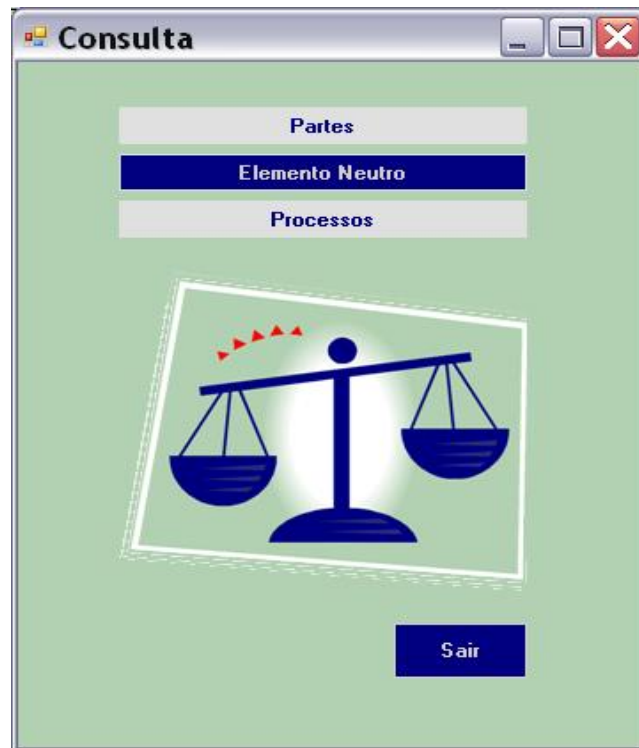 Consulta
Partes
Elemento Neutro
Processos
Sair